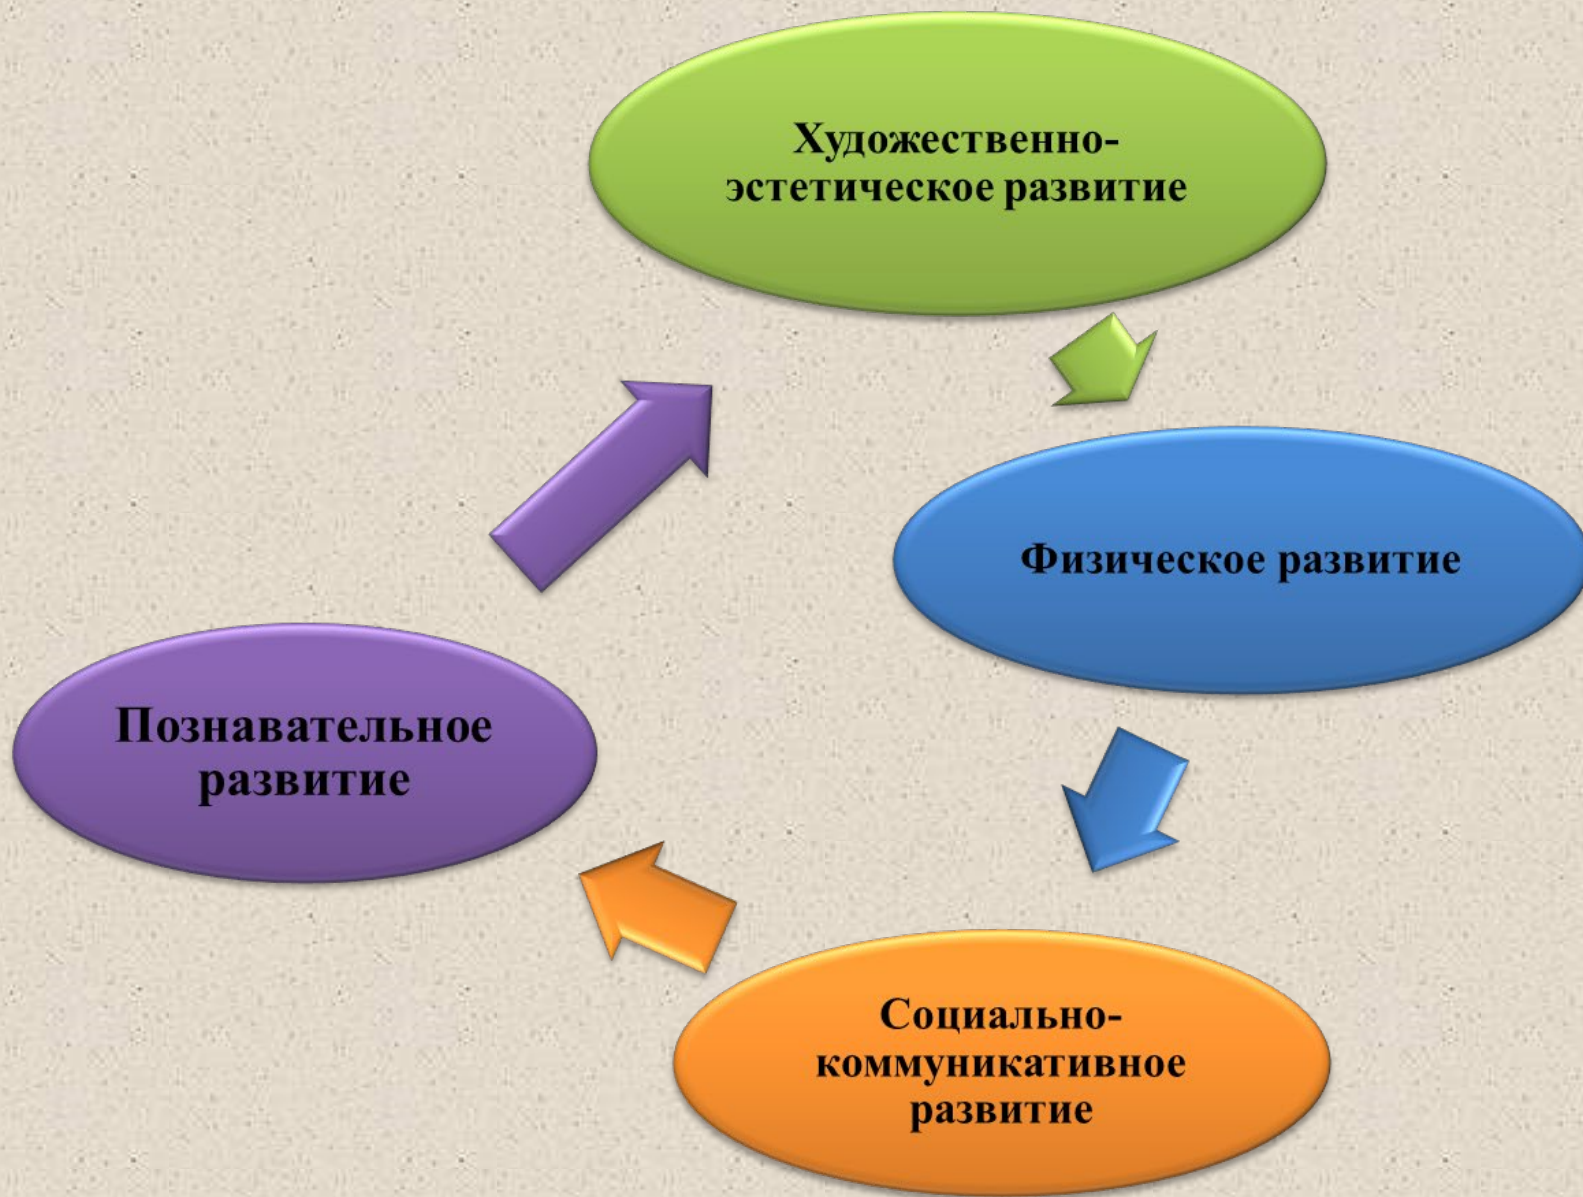 Художественно-
эстетическое развитие
Физическое развитие
Познавательное
развитие
Социально-
коммуникативное
развитие